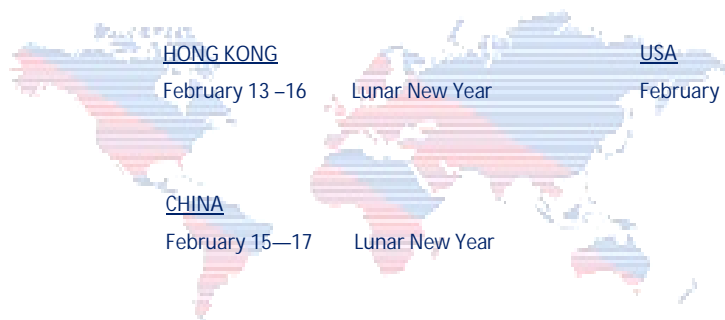 HONG KONG
February 13 –16 Lunar New Year
CHINA
February 15—17 Lunar New Year
USA
February